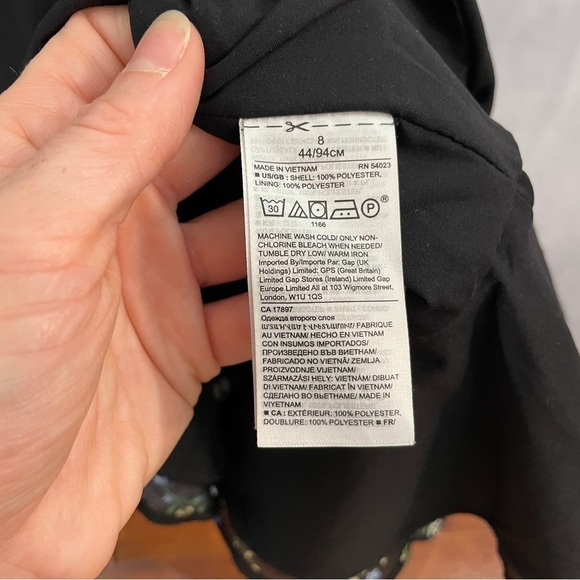 8
44/94CM
MADE IN VIETNAM RN 54023
■ US/GB: SHELL: 100% POLYESTER,
LINING: 100% POLYESTER
30 P ®
1166
MACHINE WASH COLD/ ONLY NON-
CHLORINE BLEACH WHEN NEEDED/
TUMBLE DRY LOW/ WARM IRON
Imported By/Importe Par: Gap (UK
Holdings) Limited: GPS (Great Britain)
Limited Gap Stores (Ireland) Limited Gap
Europe Limited All at 103 Wigmore Street,
London, W1U 1QS
CA 17897
Одежда второго слоя
FABRIQUE
AU VIETNAM/ HECHO EN VIETNAM
CON INSUMOS IMPORTADOS/
ПРОИЗВЕДЕНО ВЪВ ВИЕТНАМ/
FABRICADO NO VIETNÃ/ ZEMLJA
PROIZVODNJE VIJETNAM/
SZÁRMAZÁSI HELY: VIETNÁM/ DIBUAT
DI VIETNAM/ FABRICAT ÎN VIETNAM/
СДЕЛАНО ВО ВЬЕТНАМЕ/ MADE IN
VIYETNAM
■ CA: EXTÉRIEUR: 100% POLYESTER,
DOUBLURE: 100% POLYESTER ■ FR/